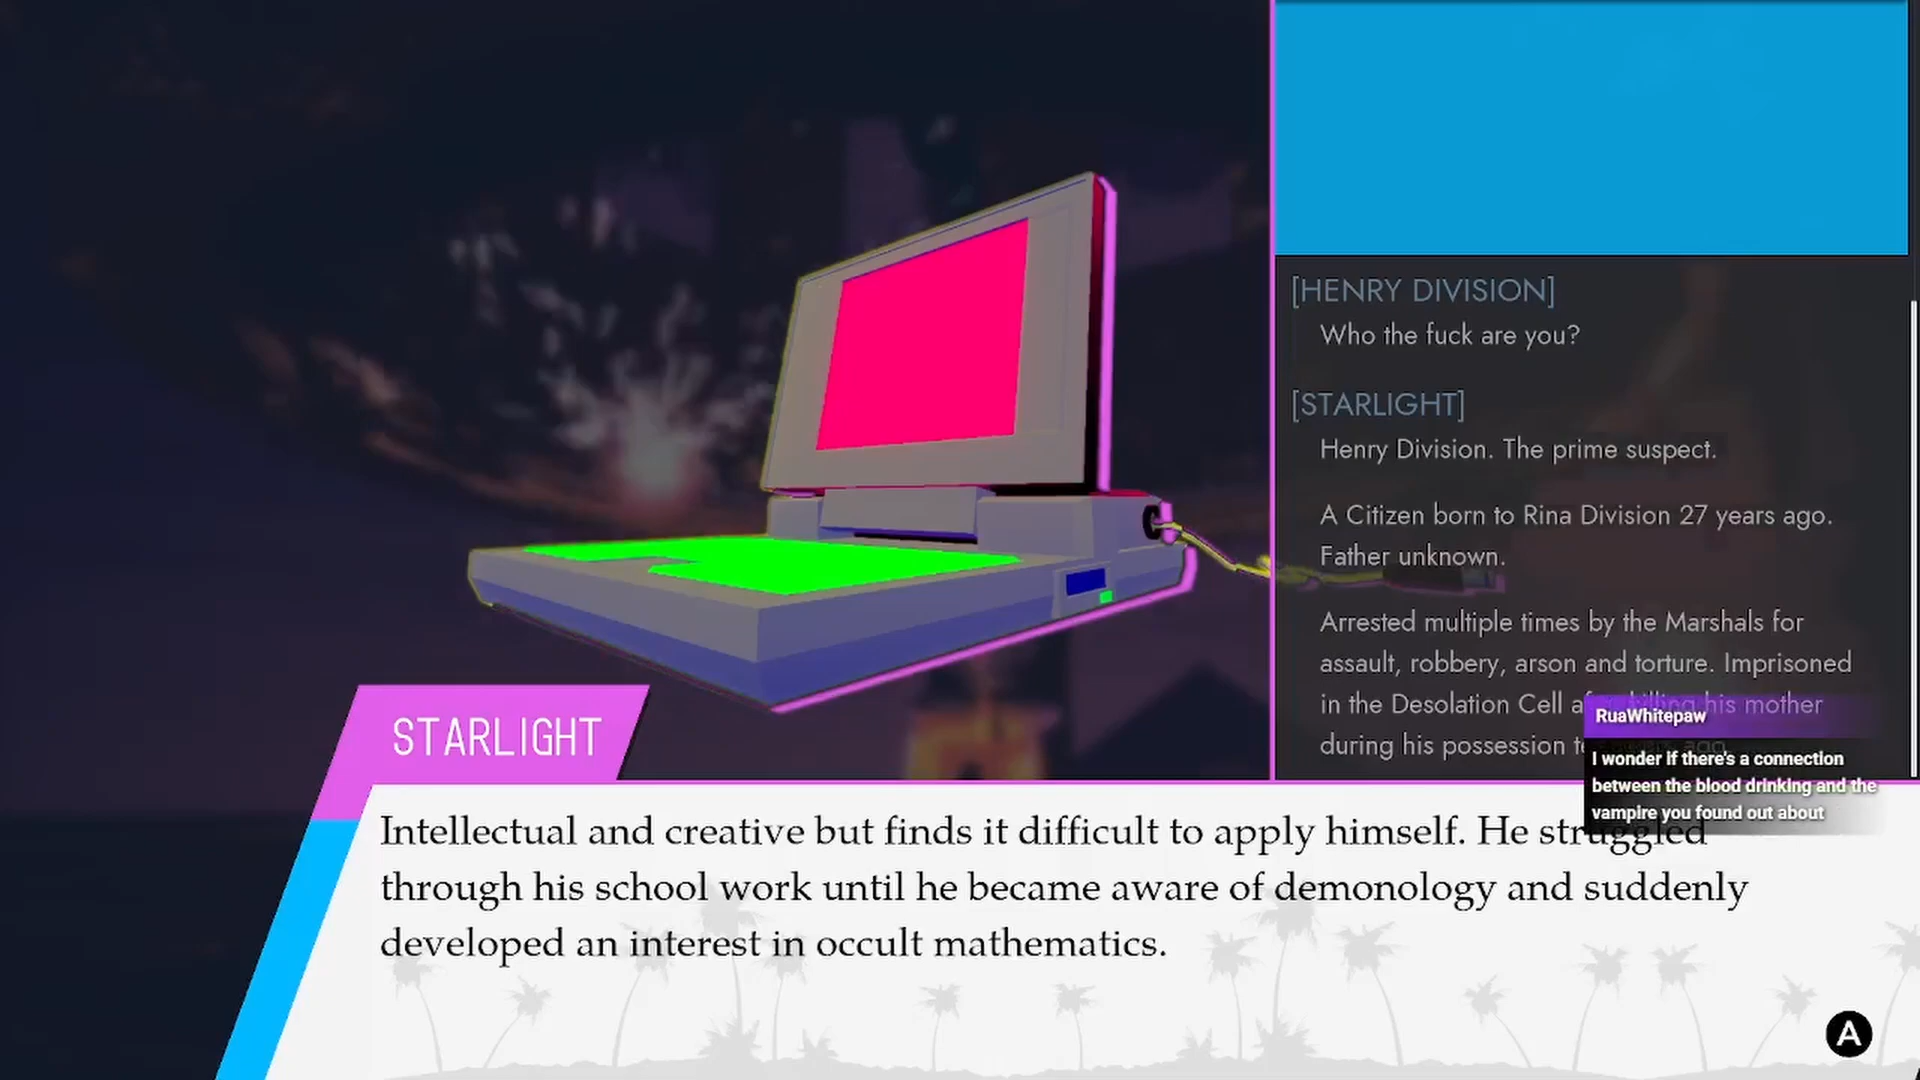 [HENRY DIVISION]
Who the fuck are you?
[STARLIGHT]
Henry Division. The prime suspect.
A Citizen born to Rina Division 27 years ago.
Father unknown.
Arrested multiple times by the Marshals for
assault, robbery, arson and torture. Imprisoned
in the Desolation Cell killing his mother
during his possession ago.
RuaWhitepaw
I wonder if there's a connection
between the blood drinking and the
vampire you found out about
STARLIGHT
Intellectual and creative but finds it difficult to apply himself. He struggled
through his school work until he became aware of demonology and suddenly
developed an interest in occult mathematics.
A